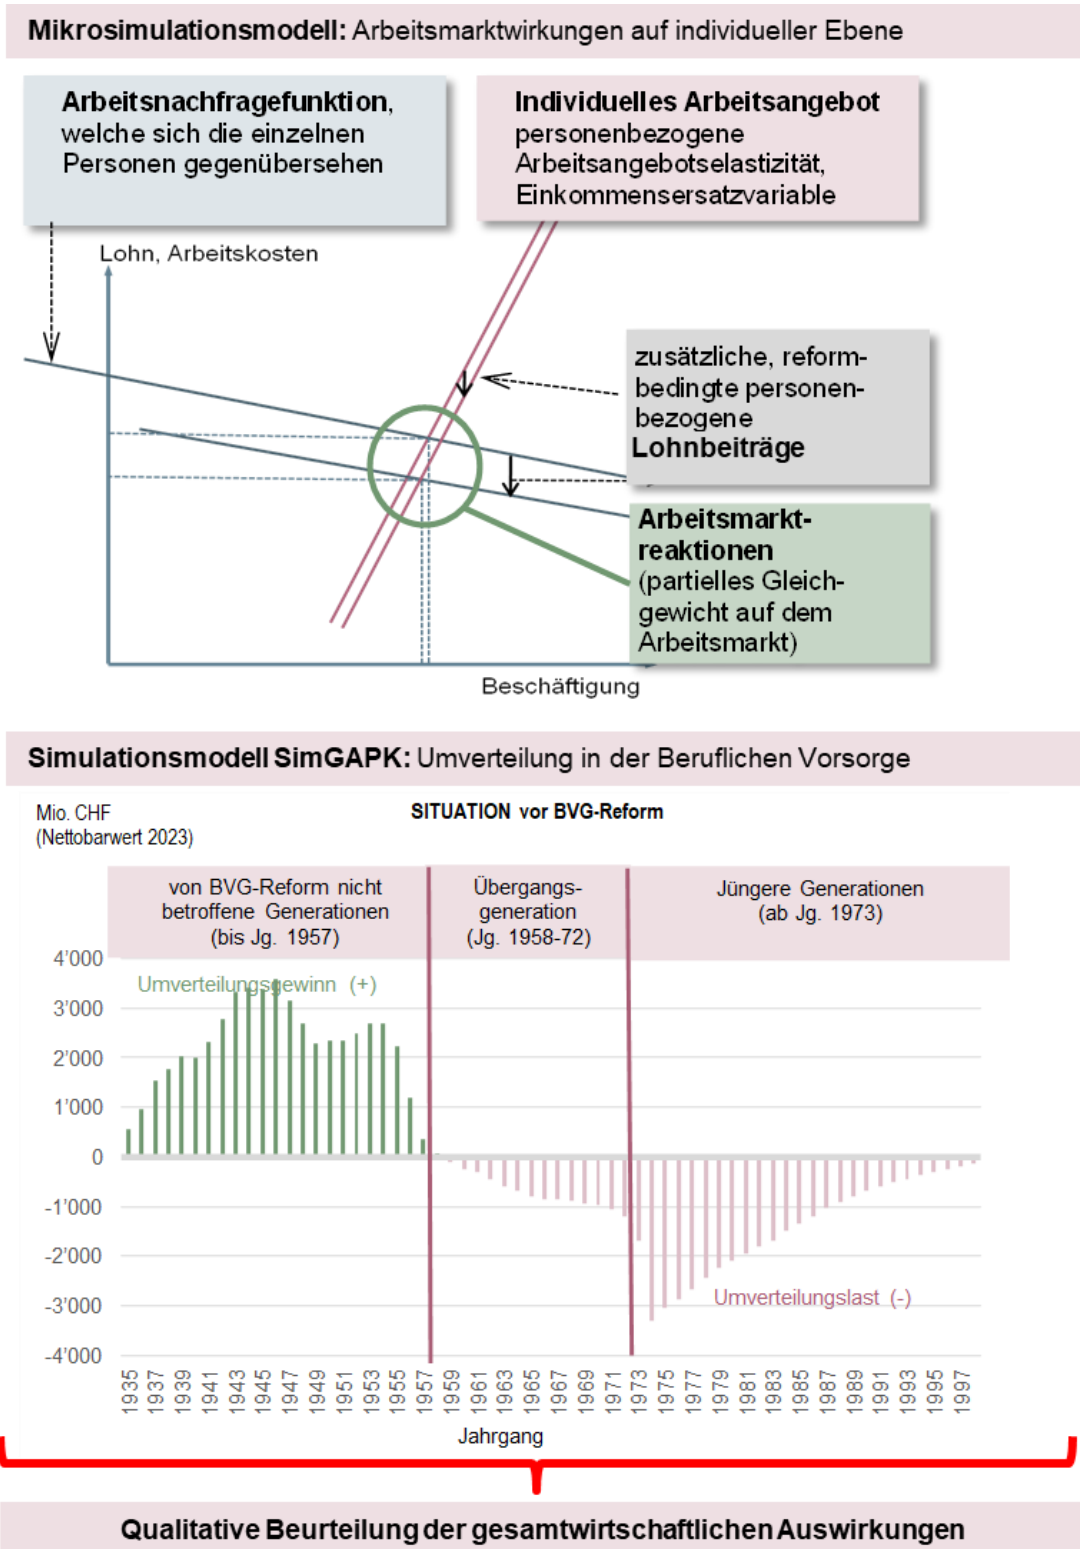 Mikrosimulationsmodell: Arbeitsmarktwirkungen auf individueller Ebene
Arbeitsnachfragefunktion,
welche sich die einzelnen
Personen gegenübersehen
Individuelles Arbeitsangebot
personenbezogene
Arbeitsangebotselastizität,
Einkommensersatzvariable
Lohn, Arbeitskosten
zusätzliche, reform-
bedingte personen-
bezogene
Lohnbeiträge
Arbeitsmarkt-
reaktionen
(partielles Gleich-
gewicht auf dem
Arbeitsmarkt)
Beschäftigung
Simulationsmodell SimGAPK: Umverteilung in der Beruflichen Vorsorge
Mio. CHF
(Nettobarwert 2023)
SITUATION vor BVG-Reform
von BVG-Reform nicht
betroffene Generationen
(bis Jg. 1957)
Übergangs-
generation
(Jg. 1958-72)
Jüngere Generationen
(ab Jg. 1973)
4'000
Umverteilungsgewinn (+)
3'000
2'000
1'000
0
-1'000
-2'000
-3'000
Umverteilungslast (-)
-4'000
1935
1937
1939
1941
1943
1945
1947
1949
1951
1953
1955
1957
1959
1961
1963
1965
1967
1969
1971
1973
1975
1977
1979
1981
1983
1985
1987
1989
1991
1993
1995
1997
Jahrgang
Qualitative Beurteilung der gesamtwirtschaftlichen Auswirkungen